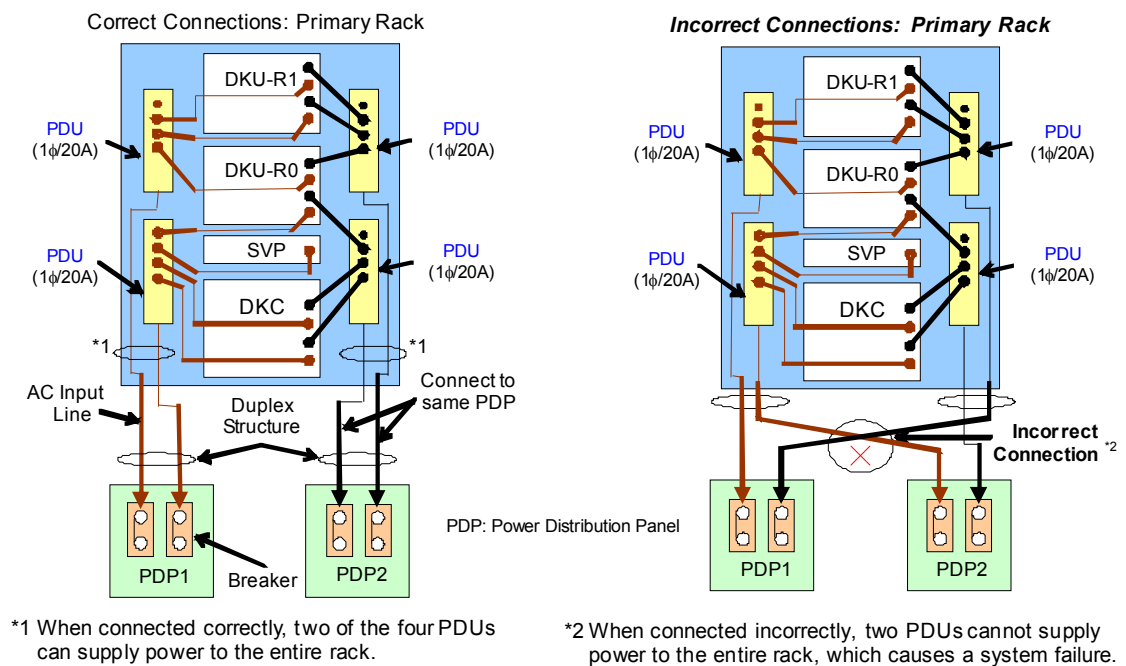 Correct Connections: Primary Rack
DKU-R1
PDU
(1ϕ/20A)
PDU
(1ϕ/20A)
DKU-R0
PDU
(1ϕ/20A)
SVP
PDU
(1ϕ/20A)
DKC
*1
*1
AC Input
Line
Duplex
Structure
Connect to
same PDP
PDP1
Breaker
PDP2
*1 When connected correctly, two of the four PDUs
can supply power to the entire rack.
PDP: Power Distribution Panel
Incorrect Connections: Primary Rack
DKU-R1
PDU
(1ϕ/20A)
PDU
(1ϕ/20A)
DKU-R0
PDU
(1ϕ/20A)
SVP
PDU
(1ϕ/20A)
DKC
Incorrect
Connection *2
PDP1
PDP2
*2 When connected incorrectly, two PDUs cannot supply
power to the entire rack, which causes a system failure.